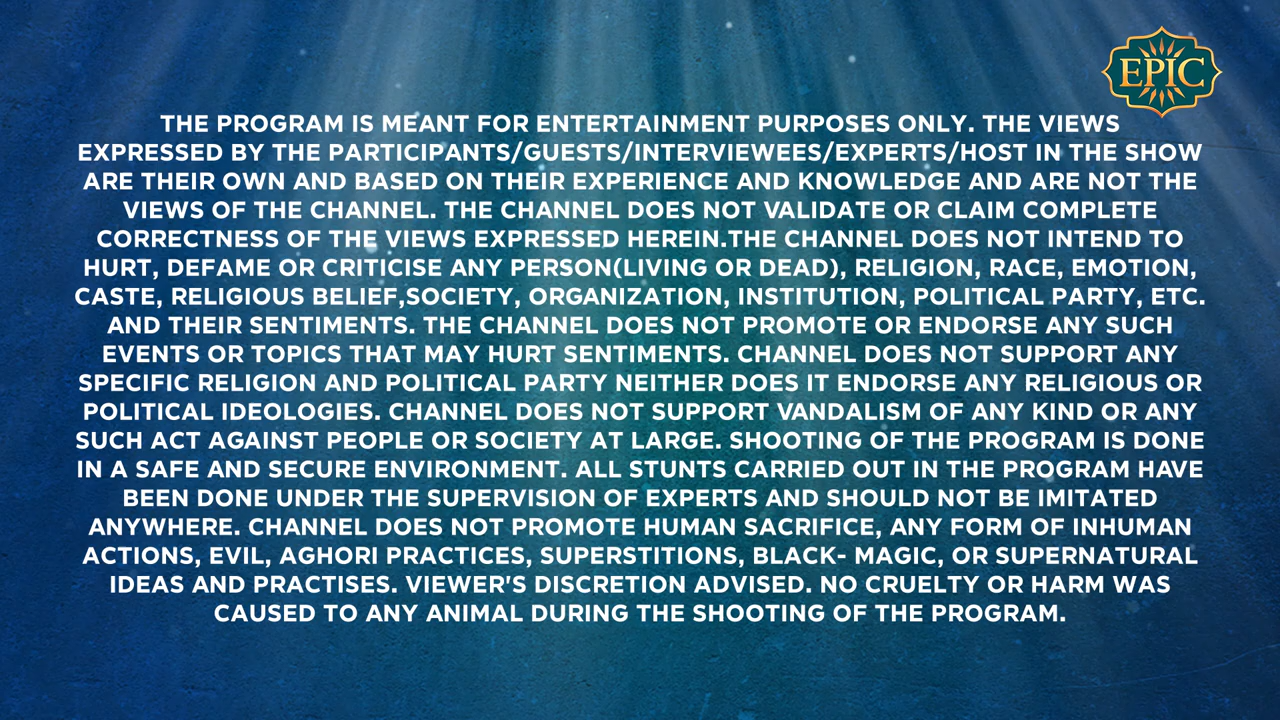 EPIC
THE PROGRAM IS MEANT FOR ENTERTAINMENT PURPOSES ONLY. THE VIEWS
EXPRESSED BY THE PARTICIPANTS/GUESTS/INTERVIEWEES/EXPERTS/HOST IN THE SHOW
ARE THEIR OWN AND BASED ON THEIR EXPERIENCE AND KNOWLEDGE AND ARE NOT THE
VIEWS OF THE CHANNEL. THE CHANNEL DOES NOT VALIDATE OR CLAIM COMPLETE
CORRECTNESS OF THE VIEWS EXPRESSED HEREIN.THE CHANNEL DOES NOT INTEND TO
HURT, DEFAME OR CRITICISE ANY PERSON(LIVING OR DEAD), RELIGION, RACE, EMOTION,
CASTE, RELIGIOUS BELIEF,SOCIETY, ORGANIZATION, INSTITUTION, POLITICAL PARTY, ETC.
AND THEIR SENTIMENTS. THE CHANNEL DOES NOT PROMOTE OR ENDORSE ANY SUCH
EVENTS OR TOPICS THAT MAY HURT SENTIMENTS. CHANNEL DOES NOT SUPPORT ANY
SPECIFIC RELIGION AND POLITICAL PARTY NEITHER DOES IT ENDORSE ANY RELIGIOUS OR
POLITICAL IDEOLOGIES. CHANNEL DOES NOT SUPPORT VANDALISM OF ANY KIND OR ANY
SUCH ACT AGAINST PEOPLE OR SOCIETY AT LARGE. SHOOTING OF THE PROGRAM IS DONE
IN A SAFE AND SECURE ENVIRONMENT. ALL STUNTS CARRIED OUT IN THE PROGRAM HAVE
BEEN DONE UNDER THE SUPERVISION OF EXPERTS AND SHOULD NOT BE IMITATED
ANYWHERE. CHANNEL DOES NOT PROMOTE HUMAN SACRIFICE, ANY FORM OF INHUMAN
ACTIONS, EVIL, AGHORI PRACTICES, SUPERSTITIONS, BLACK- MAGIC, OR SUPERNATURAL
IDEAS AND PRACTISES. VIEWER'S DISCRETION ADVISED. NO CRUELTY OR HARM WAS
CAUSED TO ANY ANIMAL DURING THE SHOOTING OF THE PROGRAM.